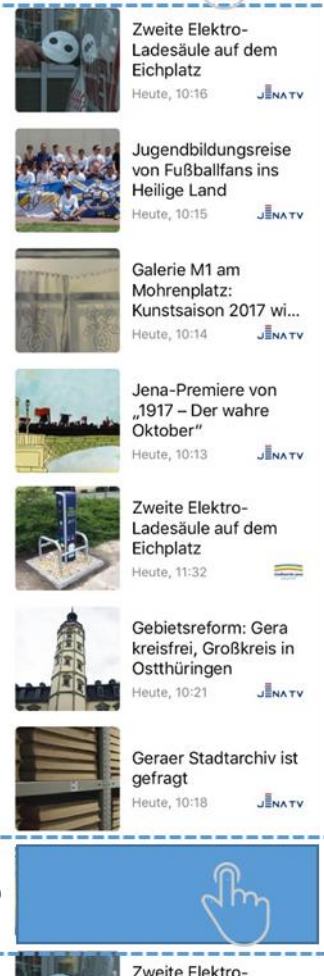 Zweite Elektro-
Ladesäule auf dem
Eichplatz
Heute, 10:16
JENA TV
Jugendbildungsreise
von Fußballfans ins
Heilige Land
Heute, 10:15
JENA TV
Galerie M1 am
Mohrenplatz:
Kunstsaison 2017 wi...
Heute, 10:14
JENA TV
Jena-Premiere von
„1917 – Der wahre
Oktober“
Heute, 10:13
JENA TV
Zweite Elektro-
Ladesäule auf dem
Eichplatz
Heute, 11:32
Gebietsreform: Gera
kreisfrei, Großkreis in
Ostthüringen
Heute, 10:21
JENA TV
Geraer Stadtarchiv ist
gefragt
Heute, 10:18
JENA TV
Zweite Elektro-